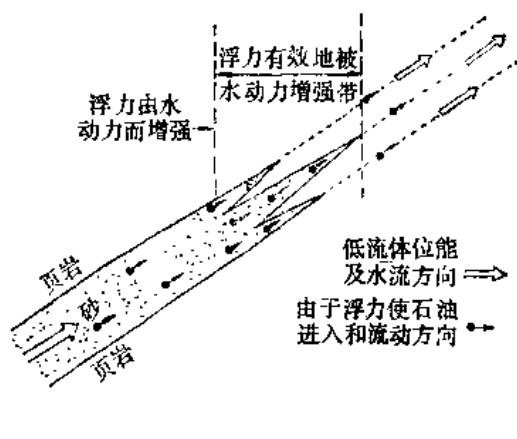 浮力有效地被
水动力增强带
浮力由水
动力而增强
页岩
砂
页岩
低流体位能
及水流方向
由于浮力使石油
进入和流动方向